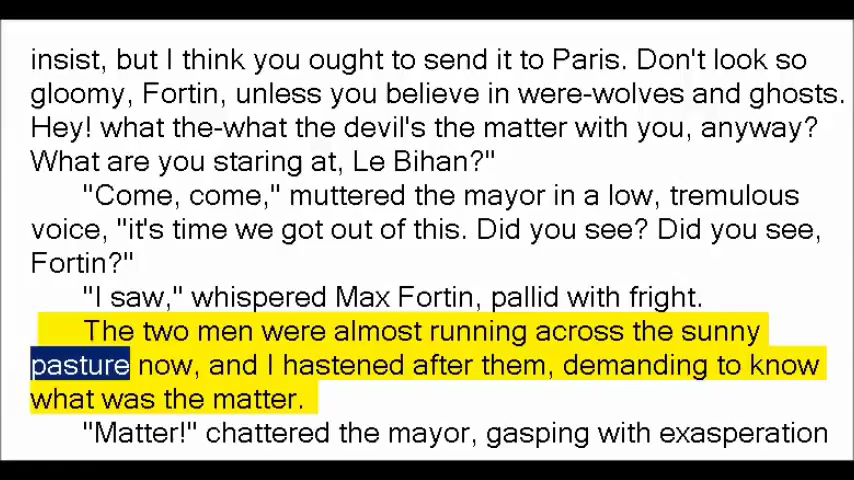 insist, but I think you ought to send it to Paris. Don't look so
gloomy, Fortin, unless you believe in were-wolves and ghosts.
Hey! what the-what the devil's the matter with you, anyway?
What are you staring at, Le Bihan?"
"Come, come," muttered the mayor in a low, tremulous
voice, "it's time we got out of this. Did you see? Did you see,
Fortin?"
"I saw," whispered Max Fortin, pallid with fright.
The two men were almost running across the sunny
pasture now, and I hastened after them, demanding to know
what was the matter.
"Matter!" chattered the mayor, gasping with exasperation